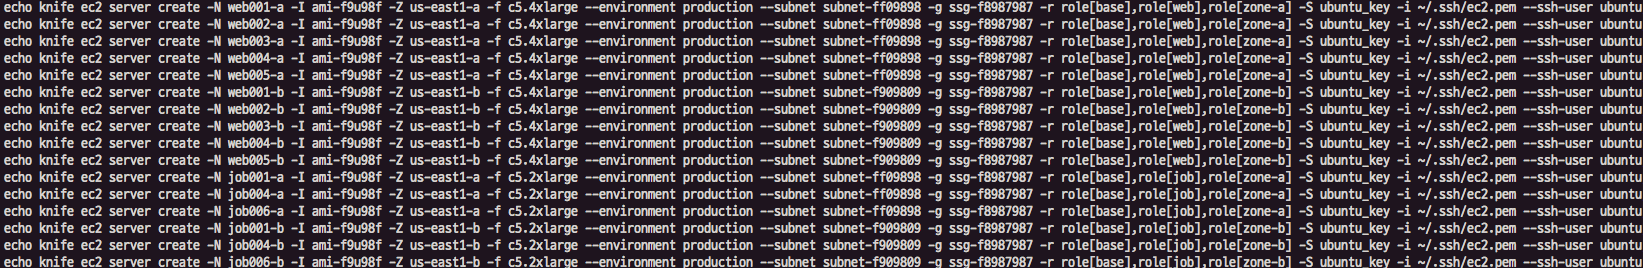 echo knife ec2 server create -N web001-a -I ami-f9u98f -Z us-east1-a -f c5.4xlarge --environment production --subnet subnet-ff09898 -g ssg-f8987987 -r role[base],role[web],role[zone-a] -S ubuntu_key -i ~/.ssh/ec2.pem --ssh-user ubuntu
echo knife ec2 server create -N web002-a -I ami-f9u98f -Z us-east1-a -f c5.4xlarge --environment production --subnet subnet-ff09898 -g ssg-f8987987 -r role[base],role[web],role[zone-a] -S ubuntu_key -i ~/.ssh/ec2.pem --ssh-user ubuntu
echo knife ec2 server create -N web003-a -I ami-f9u98f -Z us-east1-a -f c5.4xlarge --environment production --subnet subnet-ff09898 -g ssg-f8987987 -r role[base],role[web],role[zone-a] -S ubuntu_key -i ~/.ssh/ec2.pem --ssh-user ubuntu
echo knife ec2 server create -N web004-a -I ami-f9u98f -Z us-east1-a -f c5.4xlarge --environment production --subnet subnet-ff09898 -g ssg-f8987987 -r role[base],role[web],role[zone-a] -S ubuntu_key -i ~/.ssh/ec2.pem --ssh-user ubuntu
echo knife ec2 server create -N web005-a -I ami-f9u98f -Z us-east1-a -f c5.4xlarge --environment production --subnet subnet-ff09898 -g ssg-f8987987 -r role[base],role[web],role[zone-a] -S ubuntu_key -i ~/.ssh/ec2.pem --ssh-user ubuntu
echo knife ec2 server create -N web001-b -I ami-f9u98f -Z us-east1-b -f c5.4xlarge --environment production --subnet subnet-f909809 -g ssg-f8987987 -r role[base],role[web],role[zone-b] -S ubuntu_key -i ~/.ssh/ec2.pem --ssh-user ubuntu
echo knife ec2 server create -N web002-b -I ami-f9u98f -Z us-east1-b -f c5.4xlarge --environment production --subnet subnet-f909809 -g ssg-f8987987 -r role[base],role[web],role[zone-b] -S ubuntu_key -i ~/.ssh/ec2.pem --ssh-user ubuntu
echo knife ec2 server create -N web003-b -I ami-f9u98f -Z us-east1-b -f c5.4xlarge --environment production --subnet subnet-f909809 -g ssg-f8987987 -r role[base],role[web],role[zone-b] -S ubuntu_key -i ~/.ssh/ec2.pem --ssh-user ubuntu
echo knife ec2 server create -N web004-b -I ami-f9u98f -Z us-east1-b -f c5.4xlarge --environment production --subnet subnet-f909809 -g ssg-f8987987 -r role[base],role[web],role[zone-b] -S ubuntu_key -i ~/.ssh/ec2.pem --ssh-user ubuntu
echo knife ec2 server create -N web005-b -I ami-f9u98f -Z us-east1-b -f c5.4xlarge --environment production --subnet subnet-f909809 -g ssg-f8987987 -r role[base],role[web],role[zone-b] -S ubuntu_key -i ~/.ssh/ec2.pem --ssh-user ubuntu
echo knife ec2 server create -N job001-a -I ami-f9u98f -Z us-east1-a -f c5.2xlarge --environment production --subnet subnet-ff09898 -g ssg-f8987987 -r role[base],role[job],role[zone-a] -S ubuntu_key -i ~/.ssh/ec2.pem --ssh-user ubuntu
echo knife ec2 server create -N job004-a -I ami-f9u98f -Z us-east1-a -f c5.2xlarge --environment production --subnet subnet-ff09898 -g ssg-f8987987 -r role[base],role[job],role[zone-a] -S ubuntu_key -i ~/.ssh/ec2.pem --ssh-user ubuntu
echo knife ec2 server create -N job006-a -I ami-f9u98f -Z us-east1-a -f c5.2xlarge --environment production --subnet subnet-ff09898 -g ssg-f8987987 -r role[base],role[job],role[zone-a] -S ubuntu_key -i ~/.ssh/ec2.pem --ssh-user ubuntu
echo knife ec2 server create -N job001-b -I ami-f9u98f -Z us-east1-b -f c5.2xlarge --environment production --subnet subnet-f909809 -g ssg-f8987987 -r role[base],role[job],role[zone-b] -S ubuntu_key -i ~/.ssh/ec2.pem --ssh-user ubuntu
echo knife ec2 server create -N job004-b -I ami-f9u98f -Z us-east1-b -f c5.2xlarge --environment production --subnet subnet-f909809 -g ssg-f8987987 -r role[base],role[job],role[zone-b] -S ubuntu_key -i ~/.ssh/ec2.pem --ssh-user ubuntu
echo knife ec2 server create -N job006-b -I ami-f9u98f -Z us-east1-b -f c5.2xlarge --environment production --subnet subnet-f909809 -g ssg-f8987987 -r role[base],role[job],role[zone-b] -S ubuntu_key -i ~/.ssh/ec2.pem --ssh-user ubuntu